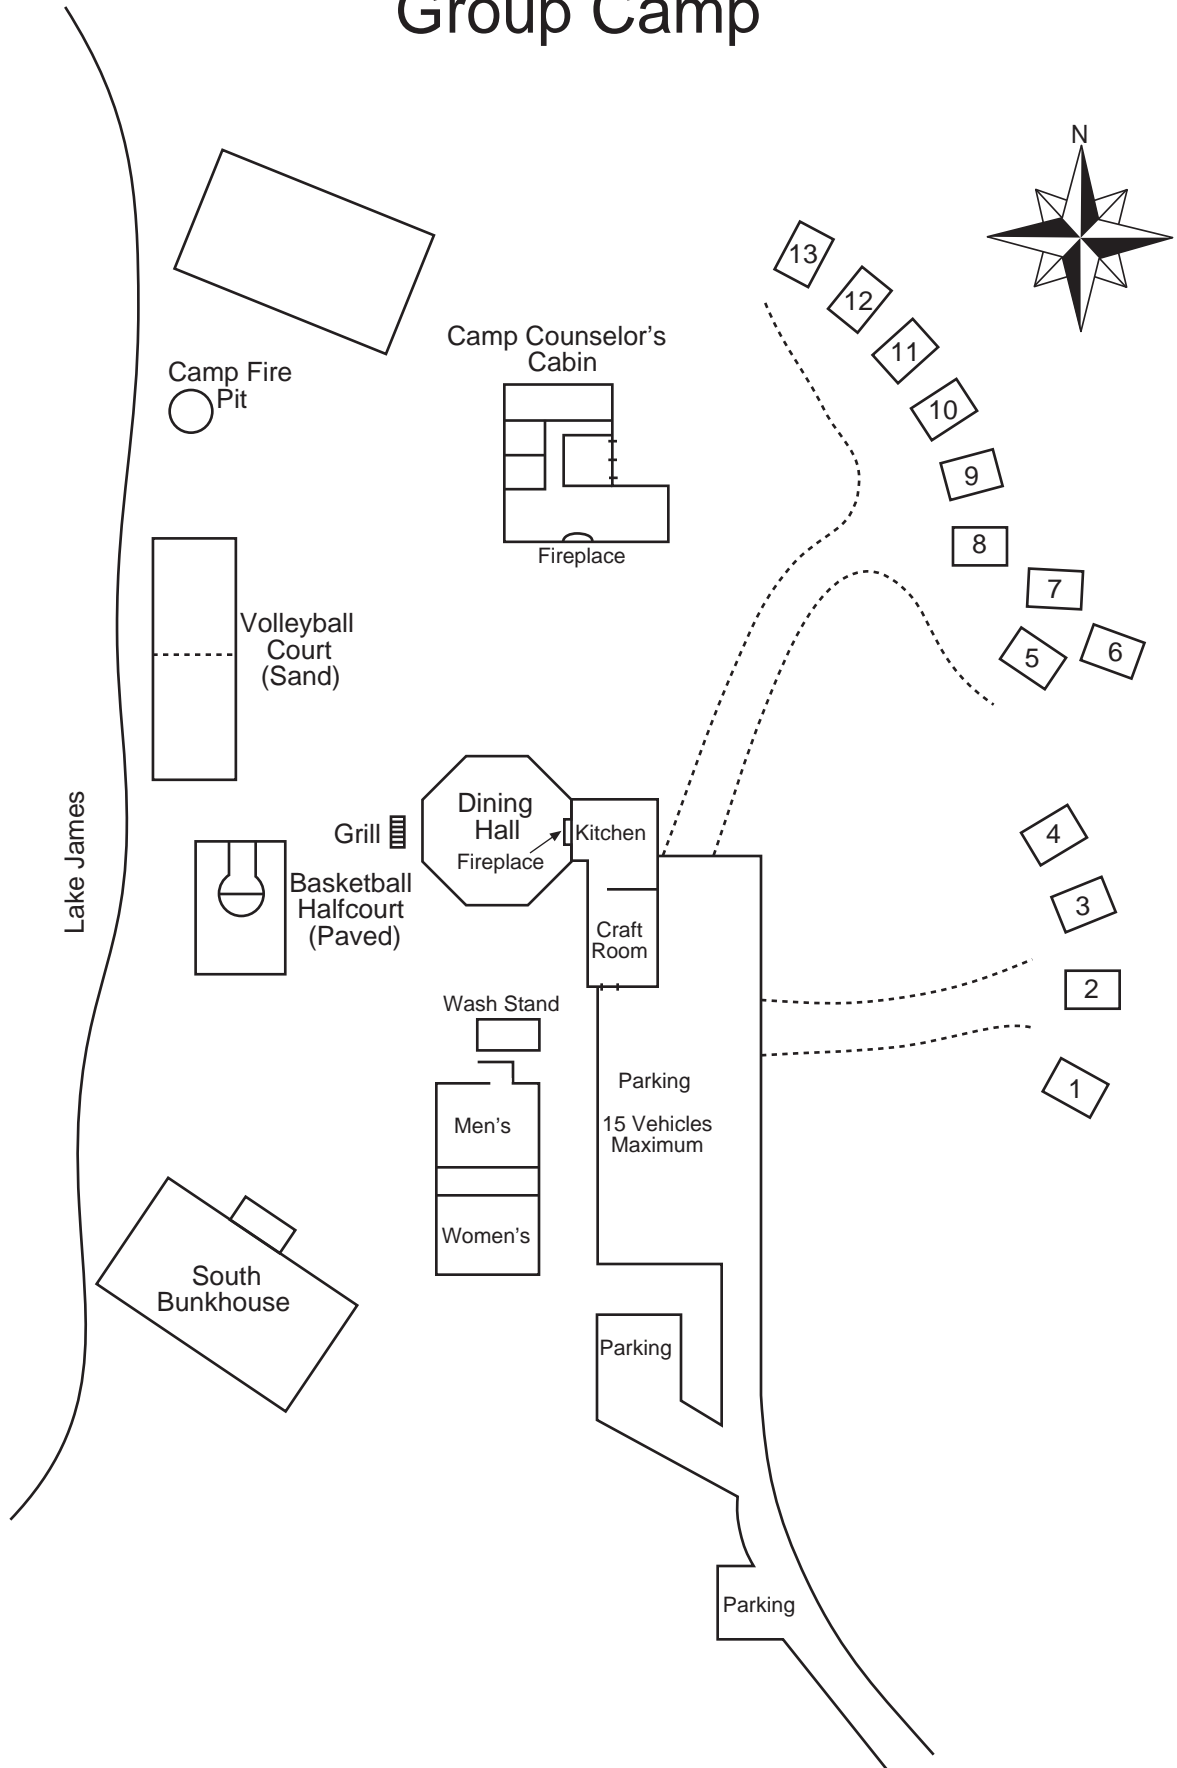 Group Camp
N
13
12
11
10
9
8
7
6
5
4
3
2
1
Camp Counselor’s
Cabin
Fireplace
Camp Fire
Pit
Volleyball
Court
(Sand)
Lake James
Grill
Dining
Hall
Fireplace
Kitchen
Basketball
Halfcourt
(Paved)
Craft
Room
Wash Stand
Men’s
Women’s
Parking
15 Vehicles
Maximum
South
Bunkhouse
Parking
Parking